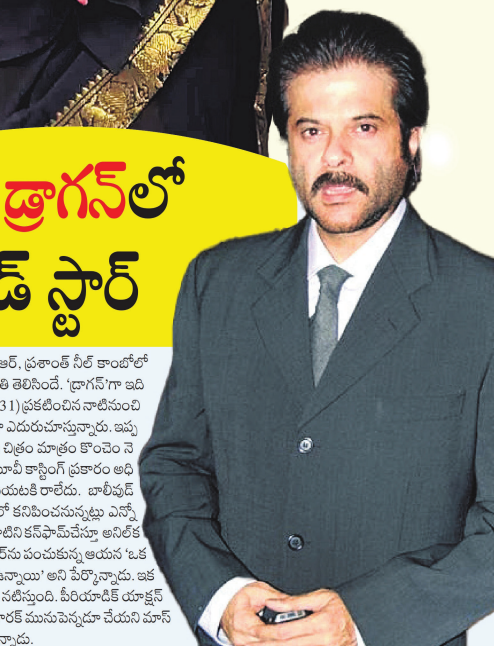 డ్రాగన్‌లో
డ్ స్టార్
ఆర్, ప్రశాంత్ నీల్ కాంబోలో
తి తెలిసిందే. ‘డ్రాగన్’గా ఇది
31) ప్రకటించిన నాటినుంచి
ఎదురుచూస్తున్నారు. ఇప్ప
చిత్రం మాత్రం కొంచెం నె
మూవీ కాస్టింగ్ ప్రకారం అధి
యటకి రాలేదు. బాలీవుడ్
లో కనిపించనున్నట్లు ఎన్నో
టిని కన్‌ఫామ్‌చేస్తూ అనిల్‌క
ర్‌ను పంచుకున్న ఆయన ‘ఒక
ఉన్నాయి’ అని పేర్కొన్నాడు. ఇక
నటిస్తుంది. పీరియాడిక్ యాక్షన్
తారక్ మునుపెన్నడూ చేయని మాస్
న్నాడు.